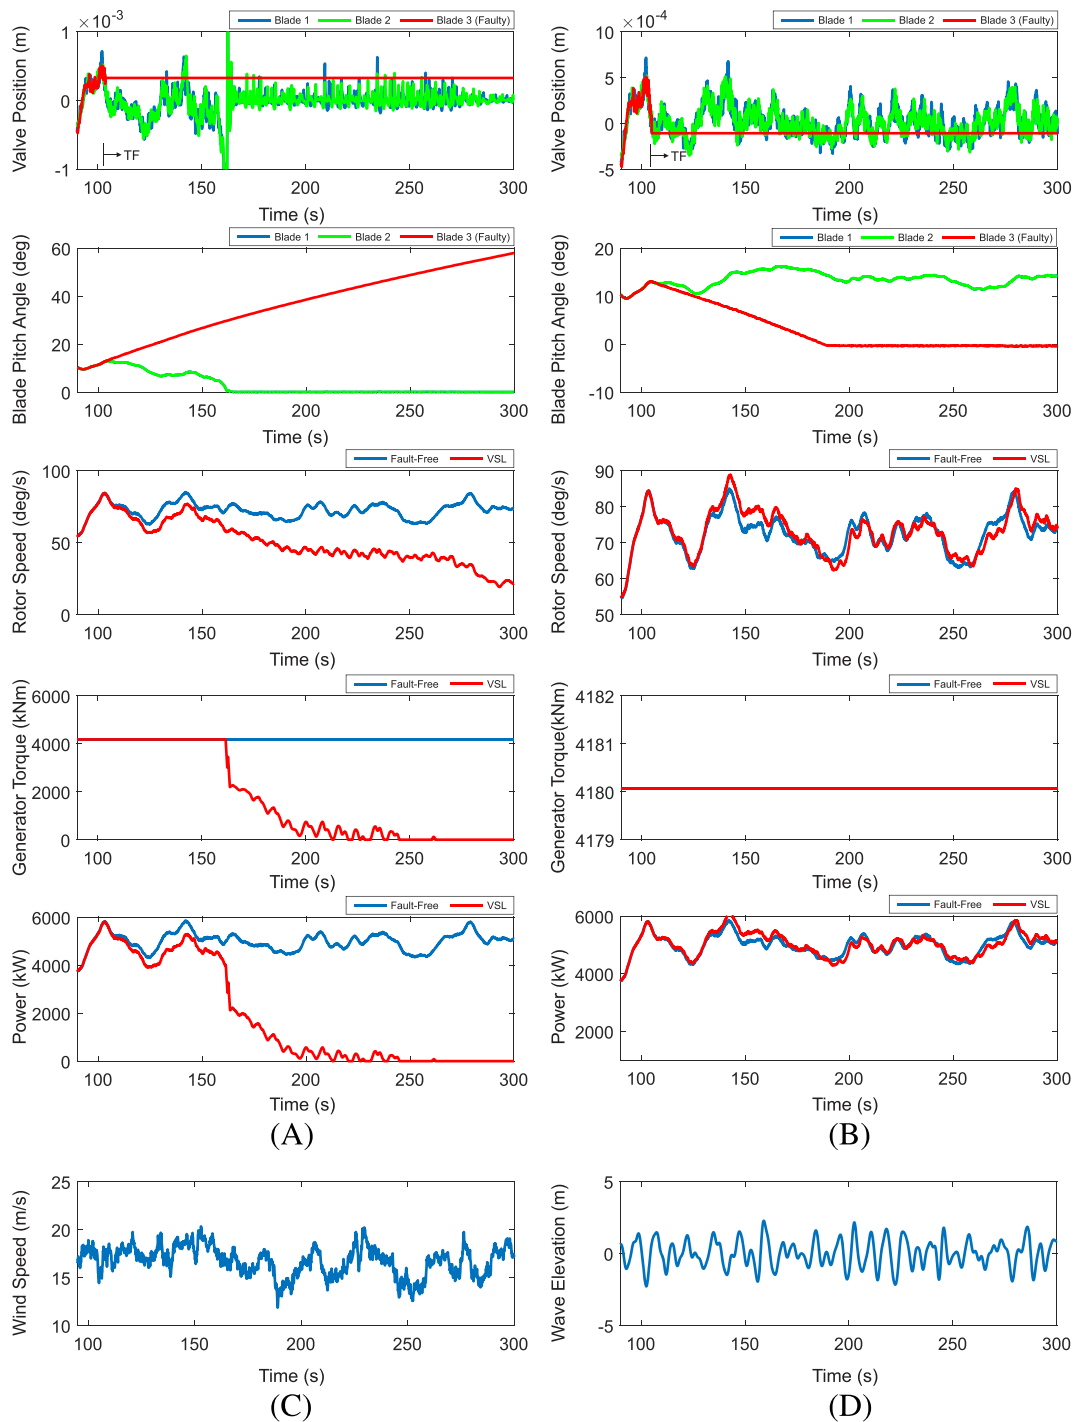 ×10⁻³
Blade 1 Blade 2 Blade 3 (Faulty)
Valve Position (m)
1
0
-1
TF
100 150 200 250 300
Time (s)
Blade 1 Blade 2 Blade 3 (Faulty)
Blade Pitch Angle (deg)
60
40
20
0
100 150 200 250 300
Time (s)
Fault-Free VSL
Rotor Speed (deg/s)
100
50
0
100 150 200 250 300
Time (s)
Fault-Free VSL
Generator Torque (kNm)
6000
4000
2000
0
100 150 200 250 300
Time (s)
Fault-Free VSL
Power (kW)
6000
4000
2000
0
100 150 200 250 300
Time (s)
(A)
×10⁻⁴
Blade 1 Blade 2 Blade 3 (Faulty)
Valve Position (m)
10
5
0
-5
TF
100 150 200 250 300
Time (s)
Blade 1 Blade 2 Blade 3 (Faulty)
Blade Pitch Angle (deg)
20
10
0
-10
100 150 200 250 300
Time (s)
Fault-Free VSL
Rotor Speed (deg/s)
90
80
70
60
50
100 150 200 250 300
Time (s)
Fault-Free VSL
Generator Torque(kNm)
4182
4181
4180
4179
100 150 200 250 300
Time (s)
Fault-Free VSL
Power (kW)
6000
4000
2000
100 150 200 250 300
Time (s)
(B)
Wind Speed (m/s)
25
20
15
10
100 150 200 250 300
Time (s)
(C)
Wave Elevation (m)
5
0
-5
100 150 200 250 300
Time (s)
(D)